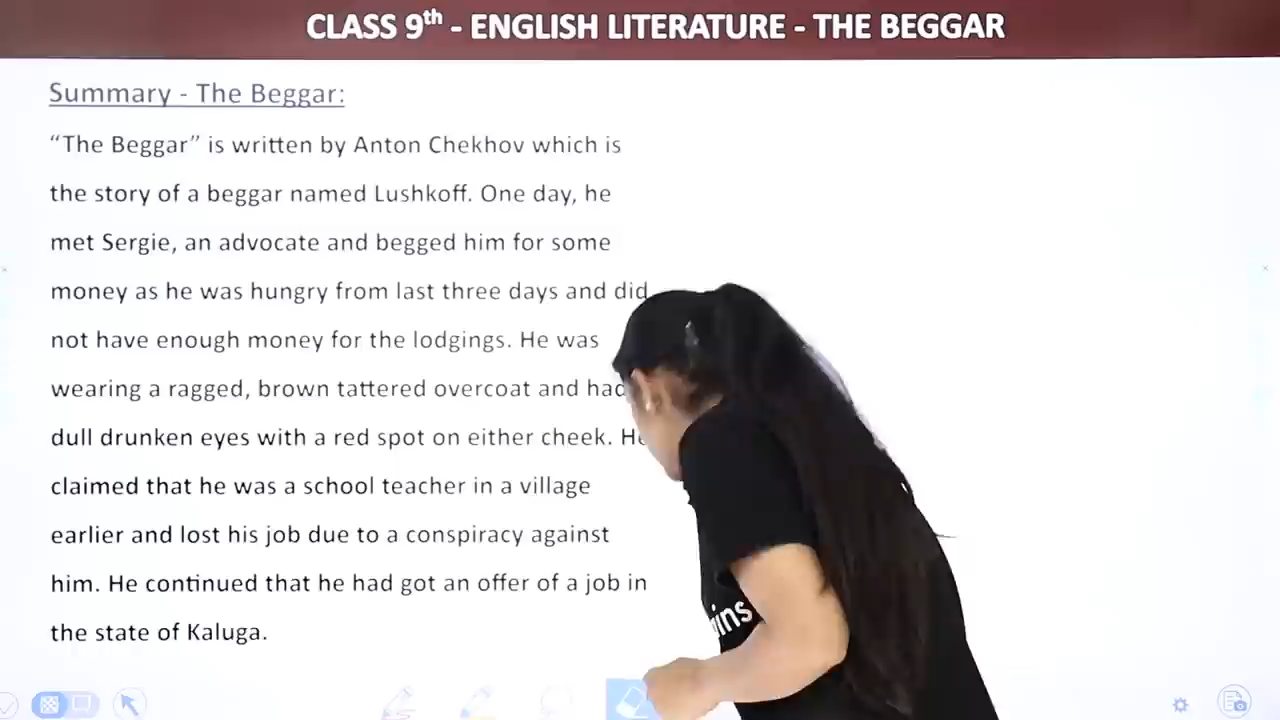 CLASS 9th - ENGLISH LITERATURE - THE BEGGAR
Summary - The Beggar:
“The Beggar” is written by Anton Chekhov which is
the story of a beggar named Lushkoff. One day, he
met Sergie, an advocate and begged him for some
money as he was hungry from last three days and did
not have enough money for the lodgings. He was
wearing a ragged, brown tattered overcoat and had
dull drunken eyes with a red spot on either cheek. He
claimed that he was a school teacher in a village
earlier and lost his job due to a conspiracy against
him. He continued that he had got an offer of a job in
the state of Kaluga.